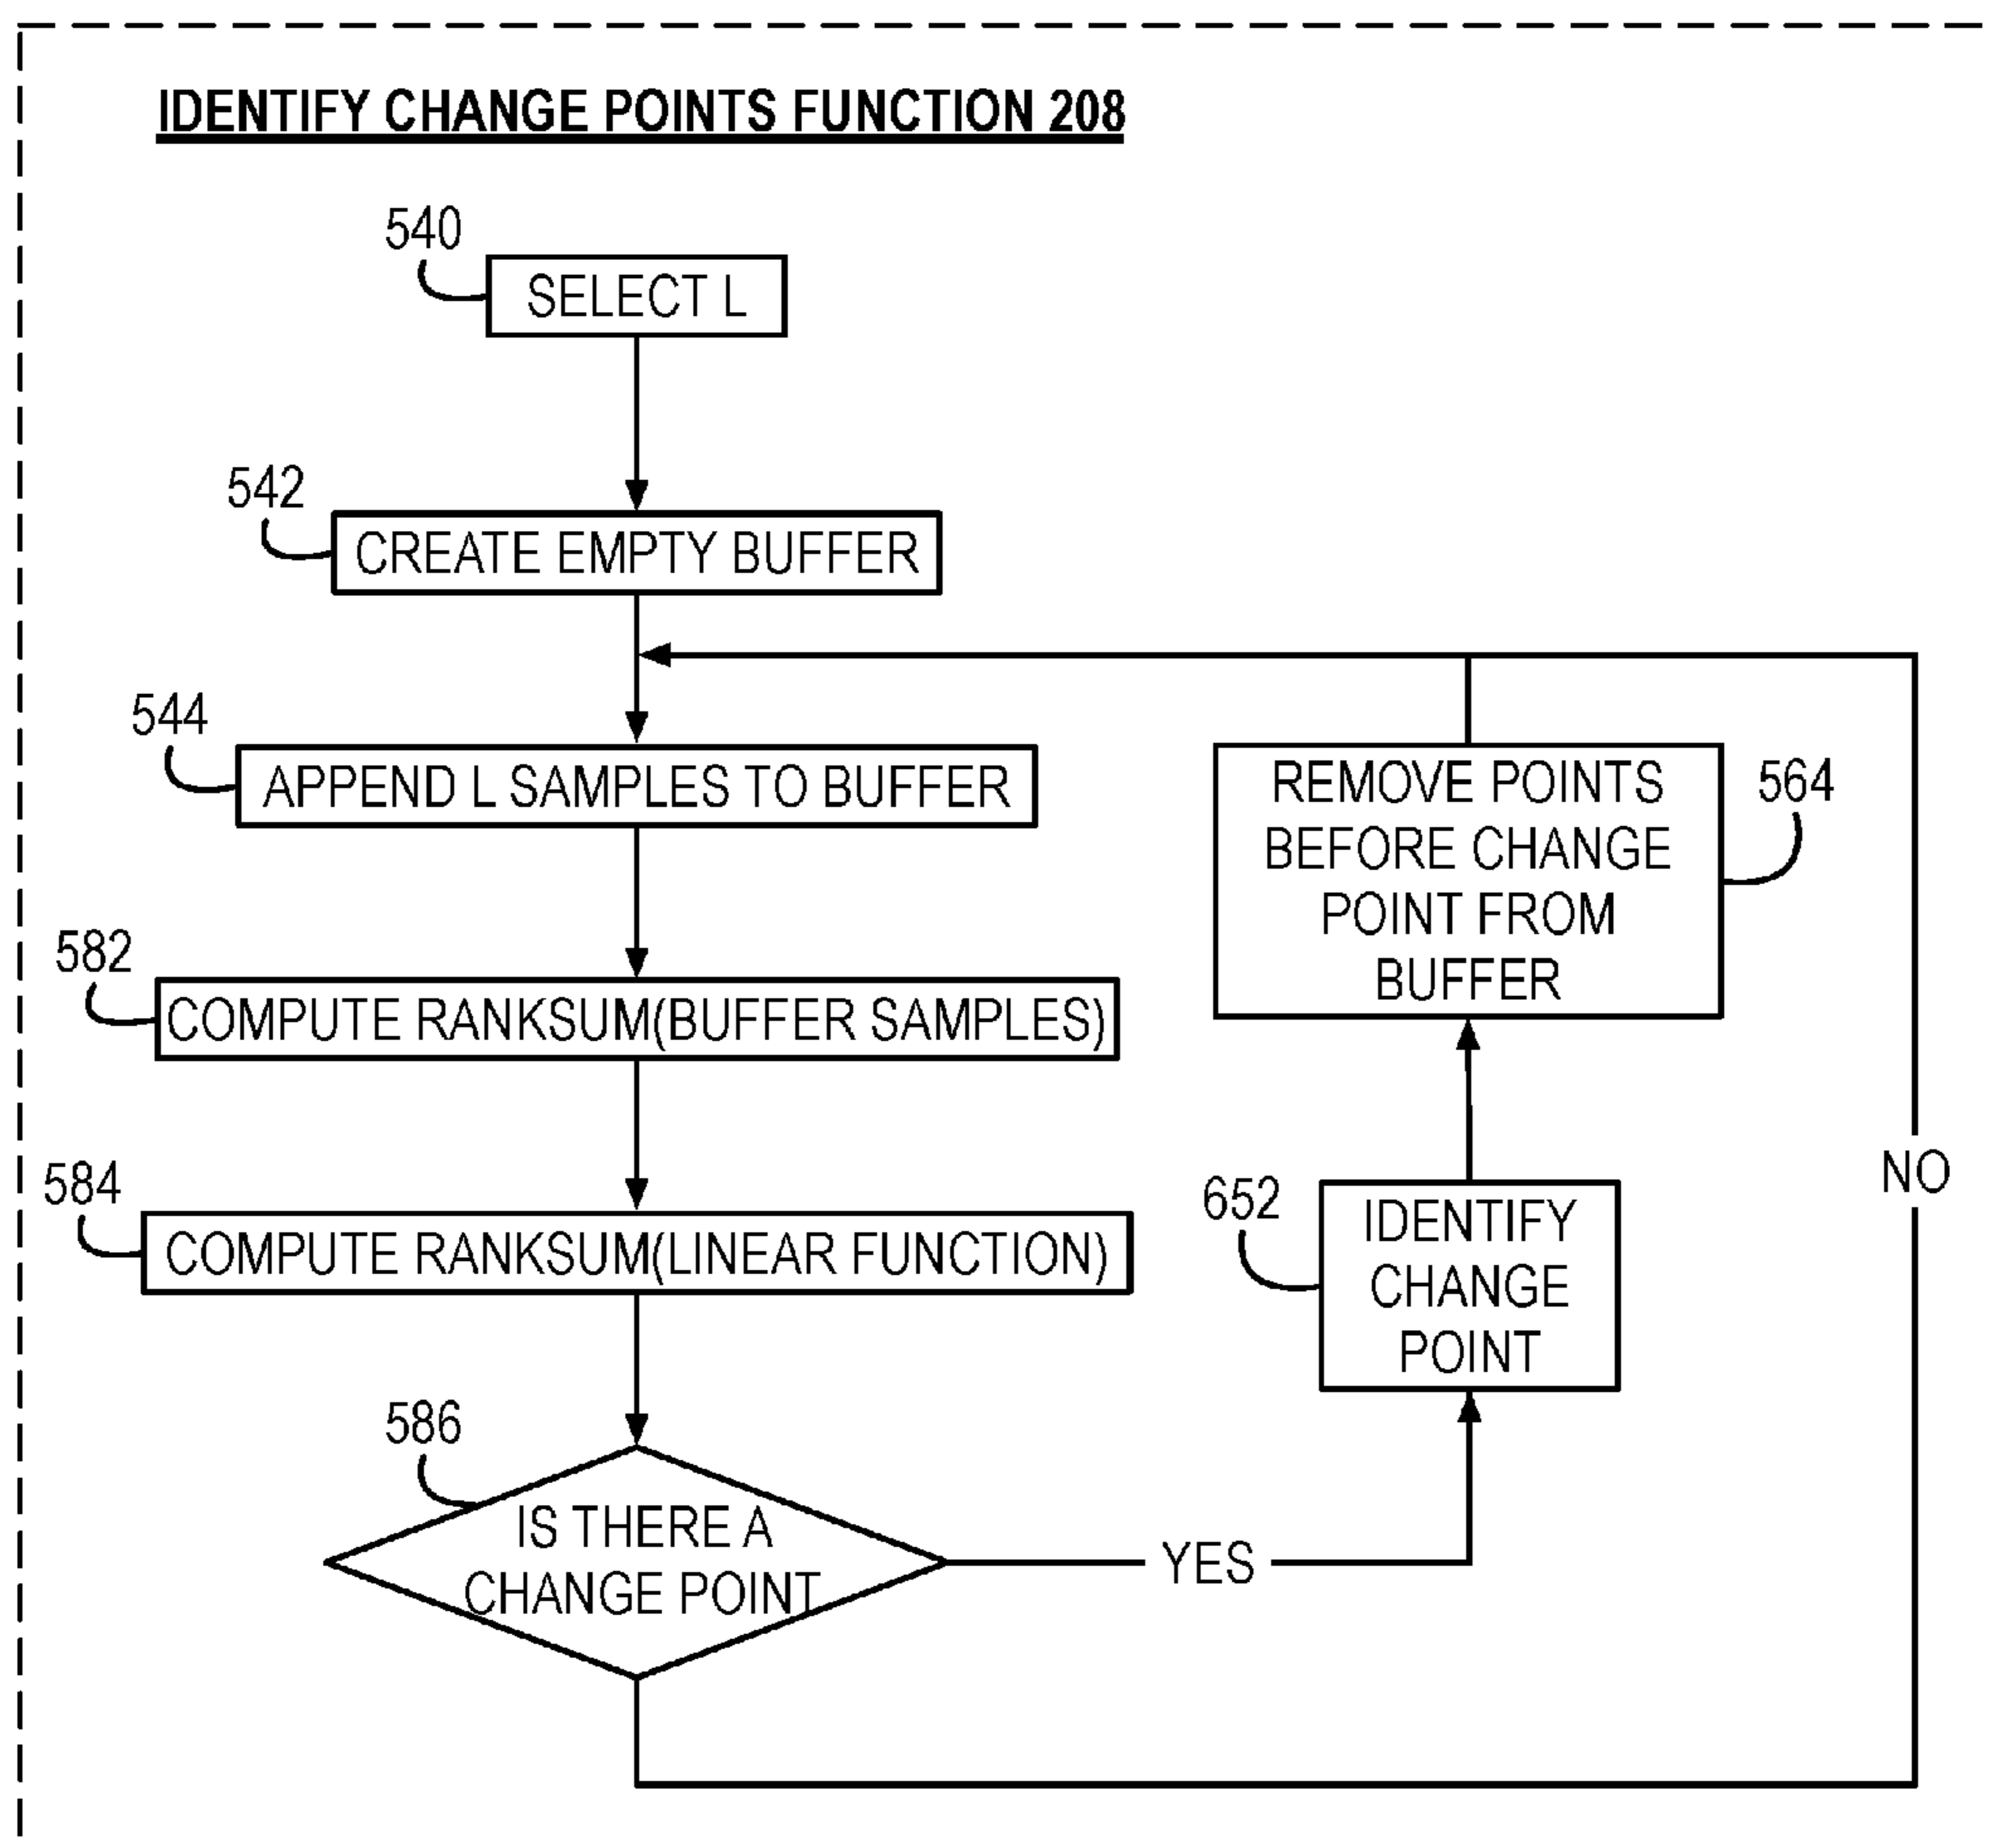 IDENTIFY CHANGE POINTS FUNCTION 208
540
SELECT L
542
CREATE EMPTY BUFFER
544
APPEND L SAMPLES TO BUFFER
582
COMPUTE RANKSUM(BUFFER SAMPLES)
584
COMPUTE RANKSUM(LINEAR FUNCTION)
586
IS THERE A
CHANGE POINT
YES
652
IDENTIFY
CHANGE
POINT
REMOVE POINTS
BEFORE CHANGE
POINT FROM
BUFFER
564
NO